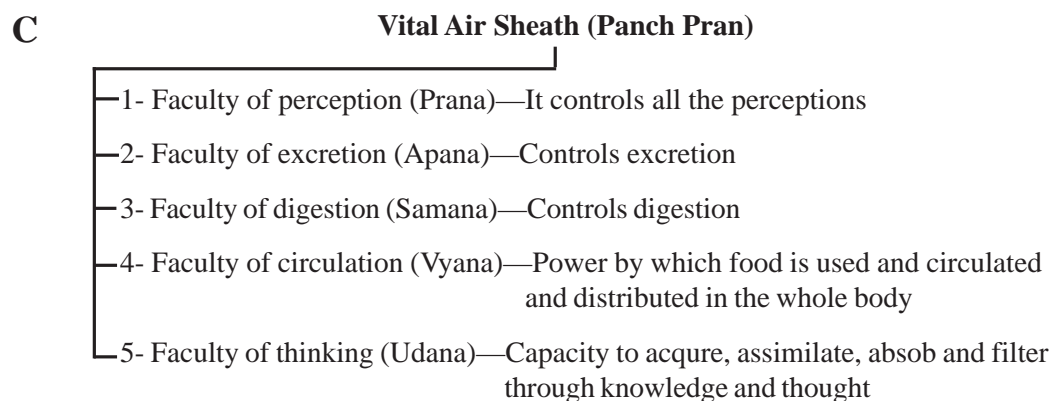 C
Vital Air Sheath (Panch Pran)
1- Faculty of perception (Prana)—It controls all the perceptions
2- Faculty of excretion (Apana)—Controls excretion
3- Faculty of digestion (Samana)—Controls digestion
4- Faculty of circulation (Vyana)—Power by which food is used and circulated
and distributed in the whole body
5- Faculty of thinking (Udana)—Capacity to acqure, assimilate, absob and filter
through knowledge and thought